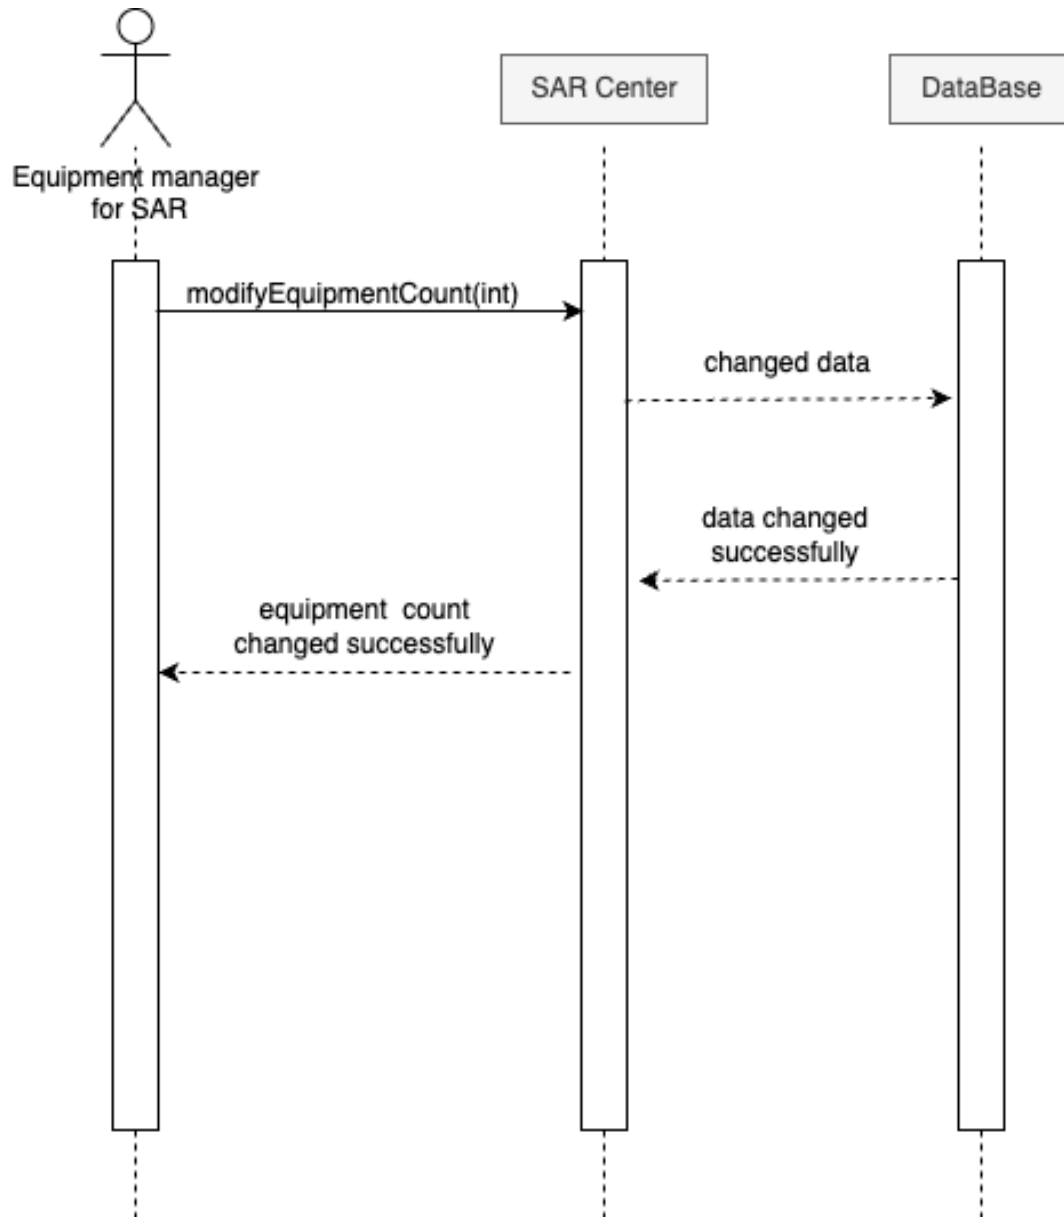 SAR Center
DataBase
Equipment manager
for SAR
modifyEquipmentCount(int)
changed data
data changed
successfully
equipment  count
changed successfully